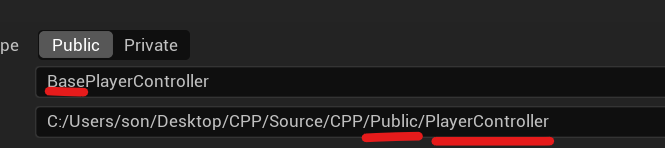 pe Public Private
BasePlayerController
C:/Users/son/Desktop/CPP/Source/CPP/Public/PlayerController